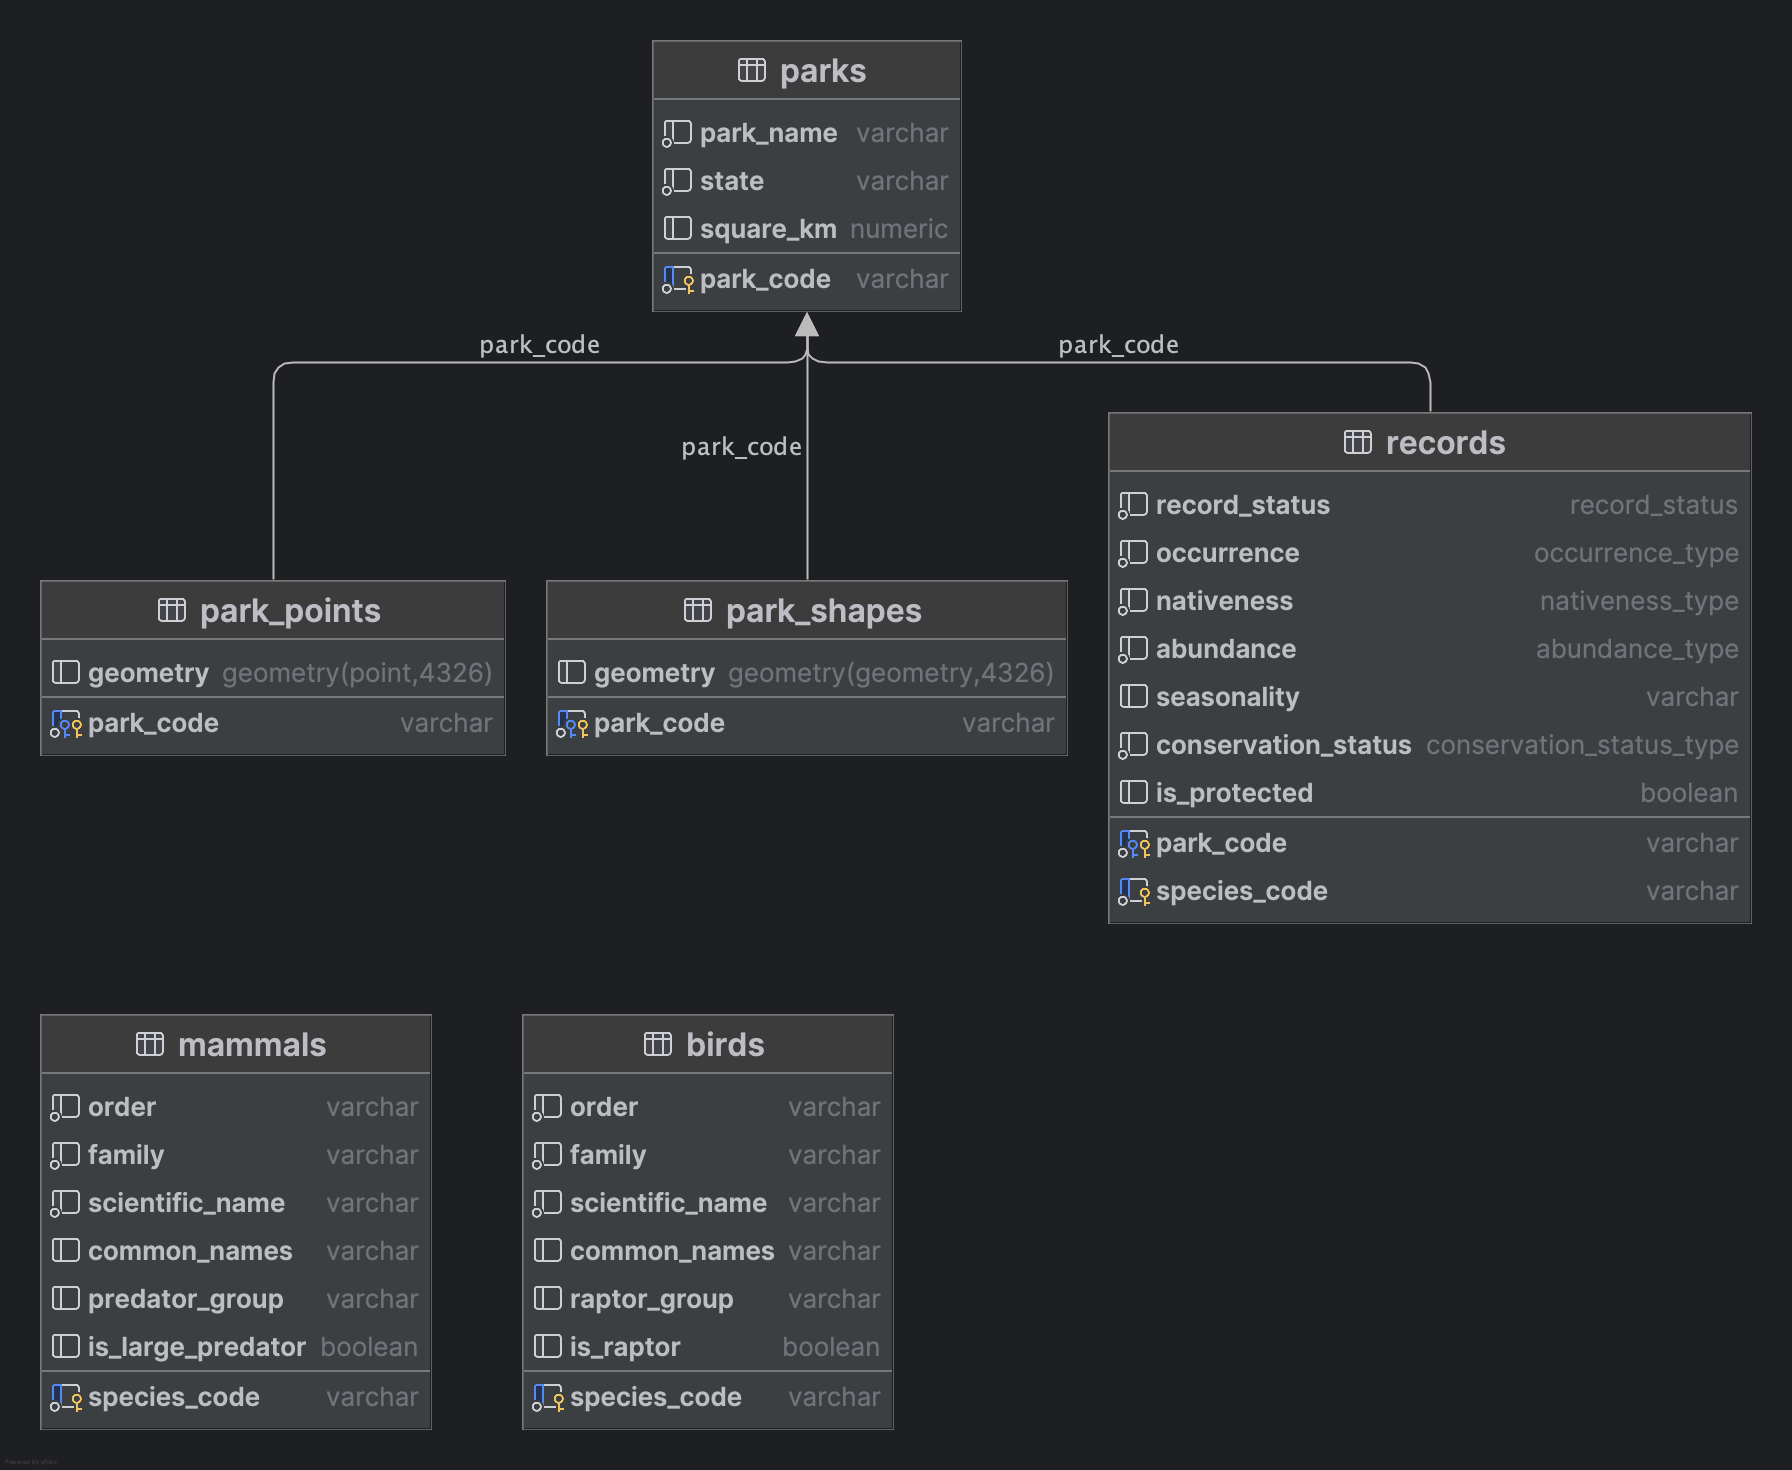 parks
park_name varchar
state varchar
square_km numeric
park_code varchar
park_code
park_code
park_code
park_points
geometry geometry(point,4326)
park_code varchar
park_shapes
geometry geometry(geometry,4326)
park_code varchar
records
record_status record_status
occurrence occurrence_type
nativeness nativeness_type
abundance abundance_type
seasonality varchar
conservation_status conservation_status_type
is_protected boolean
park_code varchar
species_code varchar
mammals
order varchar
family varchar
scientific_name varchar
common_names varchar
predator_group varchar
is_large_predator boolean
species_code varchar
birds
order varchar
family varchar
scientific_name varchar
common_names varchar
raptor_group varchar
is_raptor boolean
species_code varchar
Powered by yFiles